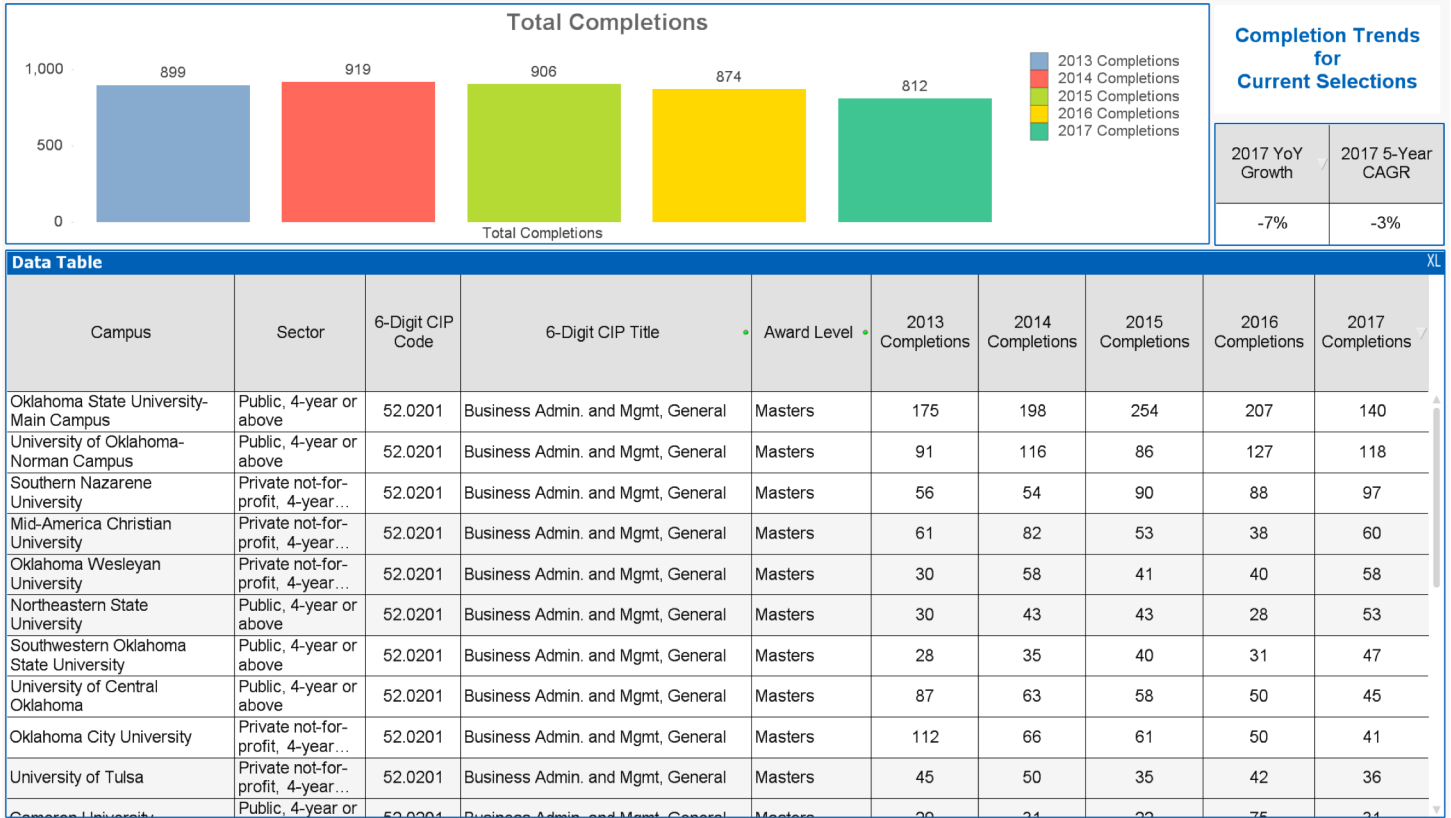 Total Completions
1,000
500
0
899
919
906
874
812
Total Completions
2013 Completions
2014 Completions
2015 Completions
2016 Completions
2017 Completions
Completion Trends
for
Current Selections
2017 YoY Growth 2017 5-Year CAGR
-7% -3%
Data Table XL
Campus Sector 6-Digit CIP Code 6-Digit CIP Title Award Level 2013 Completions 2014 Completions 2015 Completions 2016 Completions 2017 Completions
Oklahoma State University-Main Campus Public, 4-year or above 52.0201 Business Admin. and Mgmt, General Masters 175 198 254 207 140
University of Oklahoma-Norman Campus Public, 4-year or above 52.0201 Business Admin. and Mgmt, General Masters 91 116 86 127 118
Southern Nazarene University Private not-for-profit, 4-year... 52.0201 Business Admin. and Mgmt, General Masters 56 54 90 88 97
Mid-America Christian University Private not-for-profit, 4-year... 52.0201 Business Admin. and Mgmt, General Masters 61 82 53 38 60
Oklahoma Wesleyan University Private not-for-profit, 4-year... 52.0201 Business Admin. and Mgmt, General Masters 30 58 41 40 58
Northeastern State University Public, 4-year or above 52.0201 Business Admin. and Mgmt, General Masters 30 43 43 28 53
Southwestern Oklahoma State University Public, 4-year or above 52.0201 Business Admin. and Mgmt, General Masters 28 35 40 31 47
University of Central Oklahoma Public, 4-year or above 52.0201 Business Admin. and Mgmt, General Masters 87 63 58 50 45
Oklahoma City University Private not-for-profit, 4-year... 52.0201 Business Admin. and Mgmt, General Masters 112 66 61 50 41
University of Tulsa Private not-for-profit, 4-year... 52.0201 Business Admin. and Mgmt, General Masters 45 50 35 42 36
Cameron University Public, 4-year or 52.0201 Business Admin. and Mgmt, General Masters